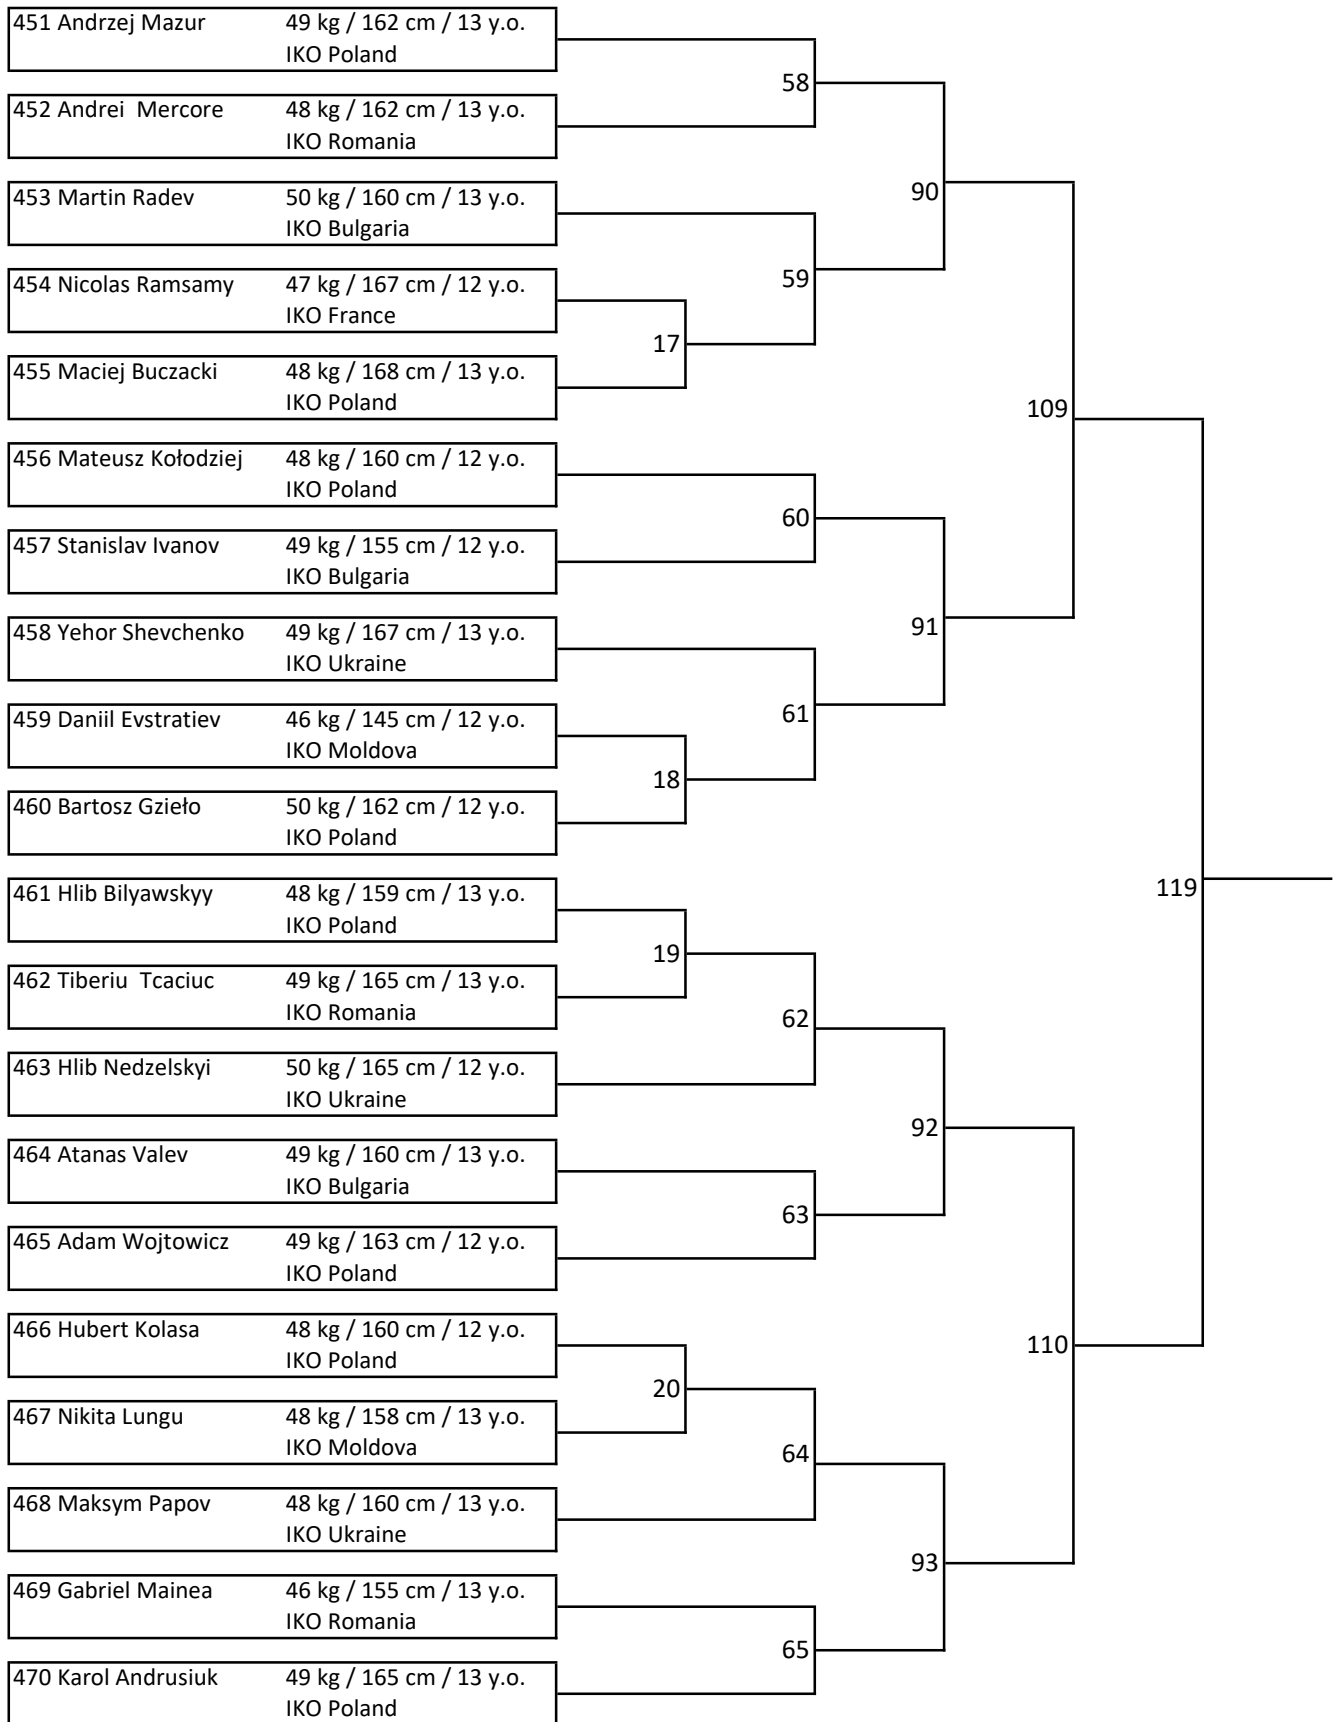 451 Andrzej Mazur 49 kg / 162 cm / 13 y.o.
IKO Poland
58
452 Andrei  Mercore 48 kg / 162 cm / 13 y.o.
IKO Romania
453 Martin Radev 50 kg / 160 cm / 13 y.o.
IKO Bulgaria
90
454 Nicolas Ramsamy 47 kg / 167 cm / 12 y.o.
IKO France
59
17
455 Maciej Buczacki 48 kg / 168 cm / 13 y.o.
IKO Poland
109
456 Mateusz Kołodziej 48 kg / 160 cm / 12 y.o.
IKO Poland
60
457 Stanislav Ivanov 49 kg / 155 cm / 12 y.o.
IKO Bulgaria
458 Yehor Shevchenko 49 kg / 167 cm / 13 y.o.
IKO Ukraine
91
459 Daniil Evstratiev 46 kg / 145 cm / 12 y.o.
IKO Moldova
61
18
460 Bartosz Gzieło 50 kg / 162 cm / 12 y.o.
IKO Poland
461 Hlib Bilyawskyy 48 kg / 159 cm / 13 y.o.
IKO Poland
119
19
462 Tiberiu  Tcaciuc 49 kg / 165 cm / 13 y.o.
IKO Romania
62
463 Hlib Nedzelskyi 50 kg / 165 cm / 12 y.o.
IKO Ukraine
92
464 Atanas Valev 49 kg / 160 cm / 13 y.o.
IKO Bulgaria
63
465 Adam Wojtowicz 49 kg / 163 cm / 12 y.o.
IKO Poland
466 Hubert Kolasa 48 kg / 160 cm / 12 y.o.
IKO Poland
110
20
467 Nikita Lungu 48 kg / 158 cm / 13 y.o.
IKO Moldova
64
468 Maksym Papov 48 kg / 160 cm / 13 y.o.
IKO Ukraine
93
469 Gabriel Mainea 46 kg / 155 cm / 13 y.o.
IKO Romania
65
470 Karol Andrusiuk 49 kg / 165 cm / 13 y.o.
IKO Poland